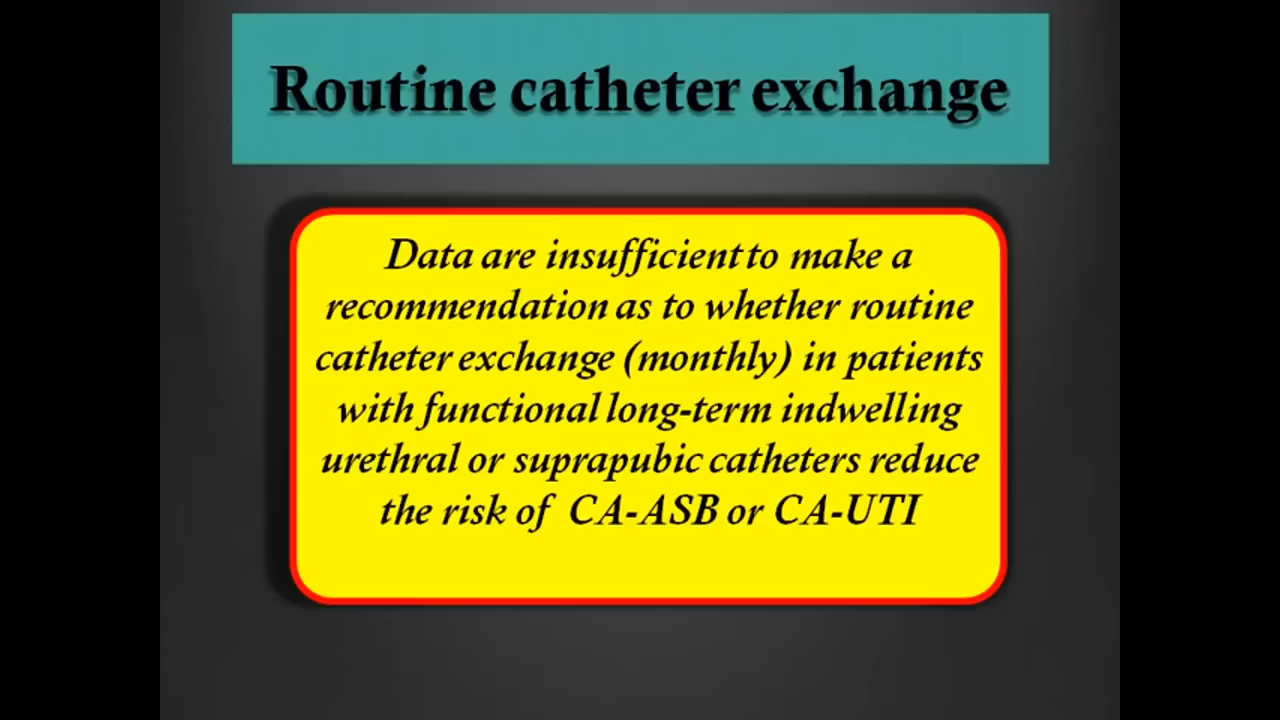 Routine catheter exchange
Data are insufficient to make a
recommendation as to whether routine
catheter exchange (monthly) in patients
with functional long-term indwelling
urethral or suprapubic catheters reduce
the risk of CA-ASB or CA-UTI